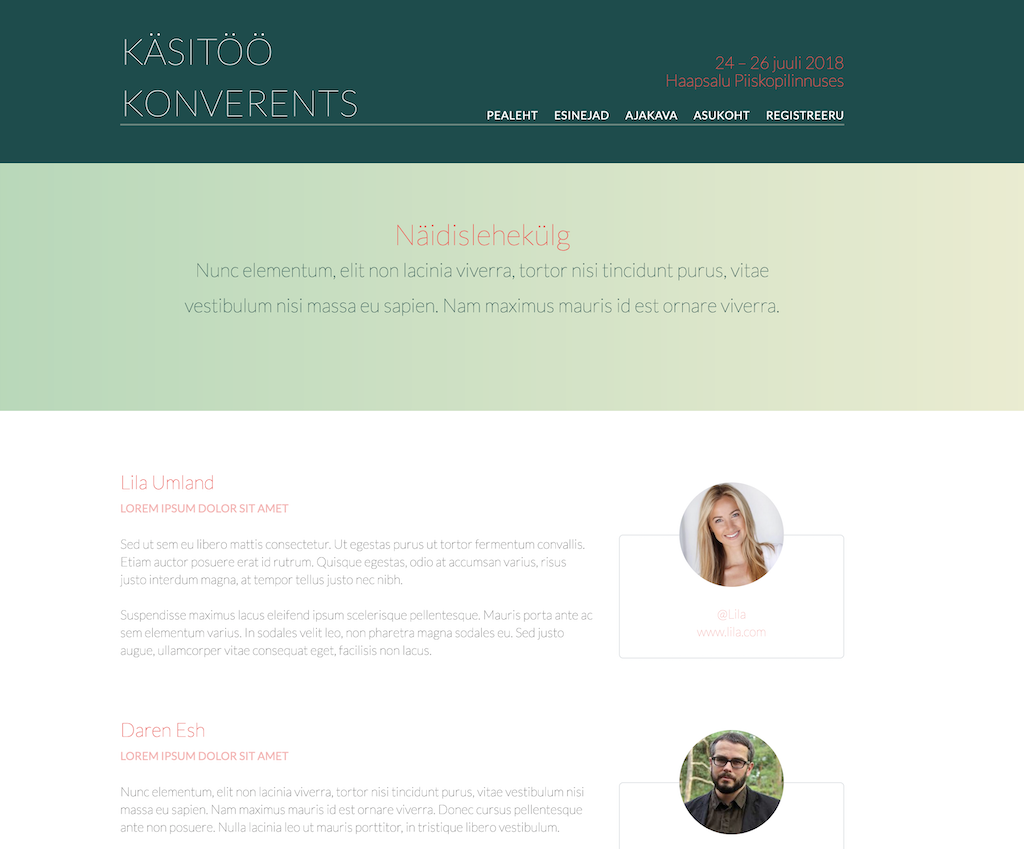 KÄSITÖÖ
KONVERENTS
24 – 26 juuli 2018
Haapsalu Piiskopilinnuses
PEALEHT ESINEJAD AJAKAVA ASUKOHT REGISTREERU
Näidislehekülg
Nunc elementum, elit non lacinia viverra, tortor nisi tincidunt purus, vitae
vestibulum nisi massa eu sapien. Nam maximus mauris id est ornare viverra.
Lila Umland
LOREM IPSUM DOLOR SIT AMET
Sed ut sem eu libero mattis consectetur. Ut egestas purus ut tortor fermentum convallis.
Etiam auctor posuere erat id rutrum. Quisque egestas, odio at accumsan varius, risus
justo interdum magna, at tempor tellus justo nec nibh.
Suspendisse maximus lacus eleifend ipsum scelerisque pellentesque. Mauris porta ante ac
sem elementum varius. In sodales velit leo, non pharetra magna sodales eu. Sed justo
augue, ullamcorper vitae consequat eget, facilisis non lacus.
@Lila
www.lila.com
Daren Esh
LOREM IPSUM DOLOR SIT AMET
Nunc elementum, elit non lacinia viverra, tortor nisi tincidunt purus, vitae vestibulum nisi
massa eu sapien. Nam maximus mauris id est ornare viverra. Donec cursus pellentesque
ante non posuere. Nulla lacinia leo ut mauris porttitor, in tristique libero vestibulum.